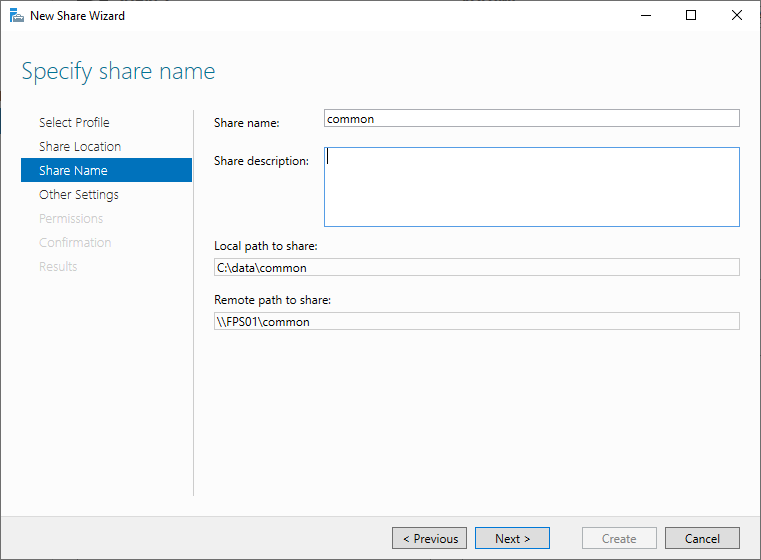 New Share Wizard
Specify share name
Select Profile
Share Location
Share Name
Other Settings
Permissions
Confirmation
Results
Share name:
common
Share description:
Local path to share:
C:\data\common
Remote path to share:
\\FPS01\common
< Previous
Next >
Create
Cancel